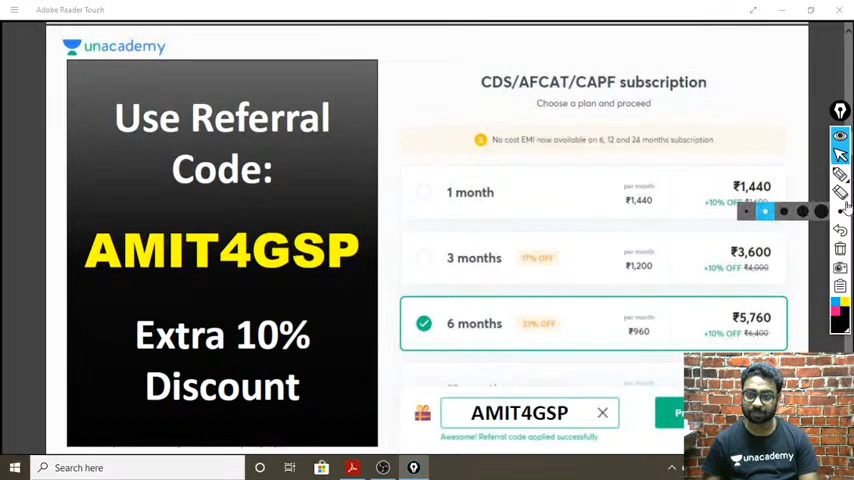 Adobe Reader Touch
unacademy
Use Referral
Code:
AMIT4GSP
Extra 10%
Discount
CDS/AFCAT/CAPF subscription
Choose a plan and proceed
No cost EMI now available on 6, 12 and 24 months subscription
1 month
per month
₹1,440
₹1,440
+10% OFF
3 months
17% OFF
per month
₹1,200
₹3,600
+10% OFF ₹4,000
6 months
33% OFF
per month
₹960
₹5,760
+10% OFF ₹6,400
AMIT4GSP
Awesome! Referral code applied successfully
unacademy
Search here